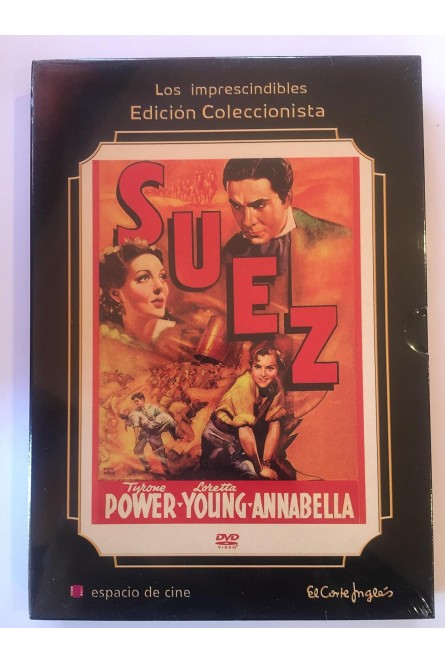 Los imprescindibles
Edición Coleccionista
SUEZ
Tyrone Loretta
POWER · YOUNG · ANNABELLA
DVD
VIDEO
espacio de cine
El Corte Inglés